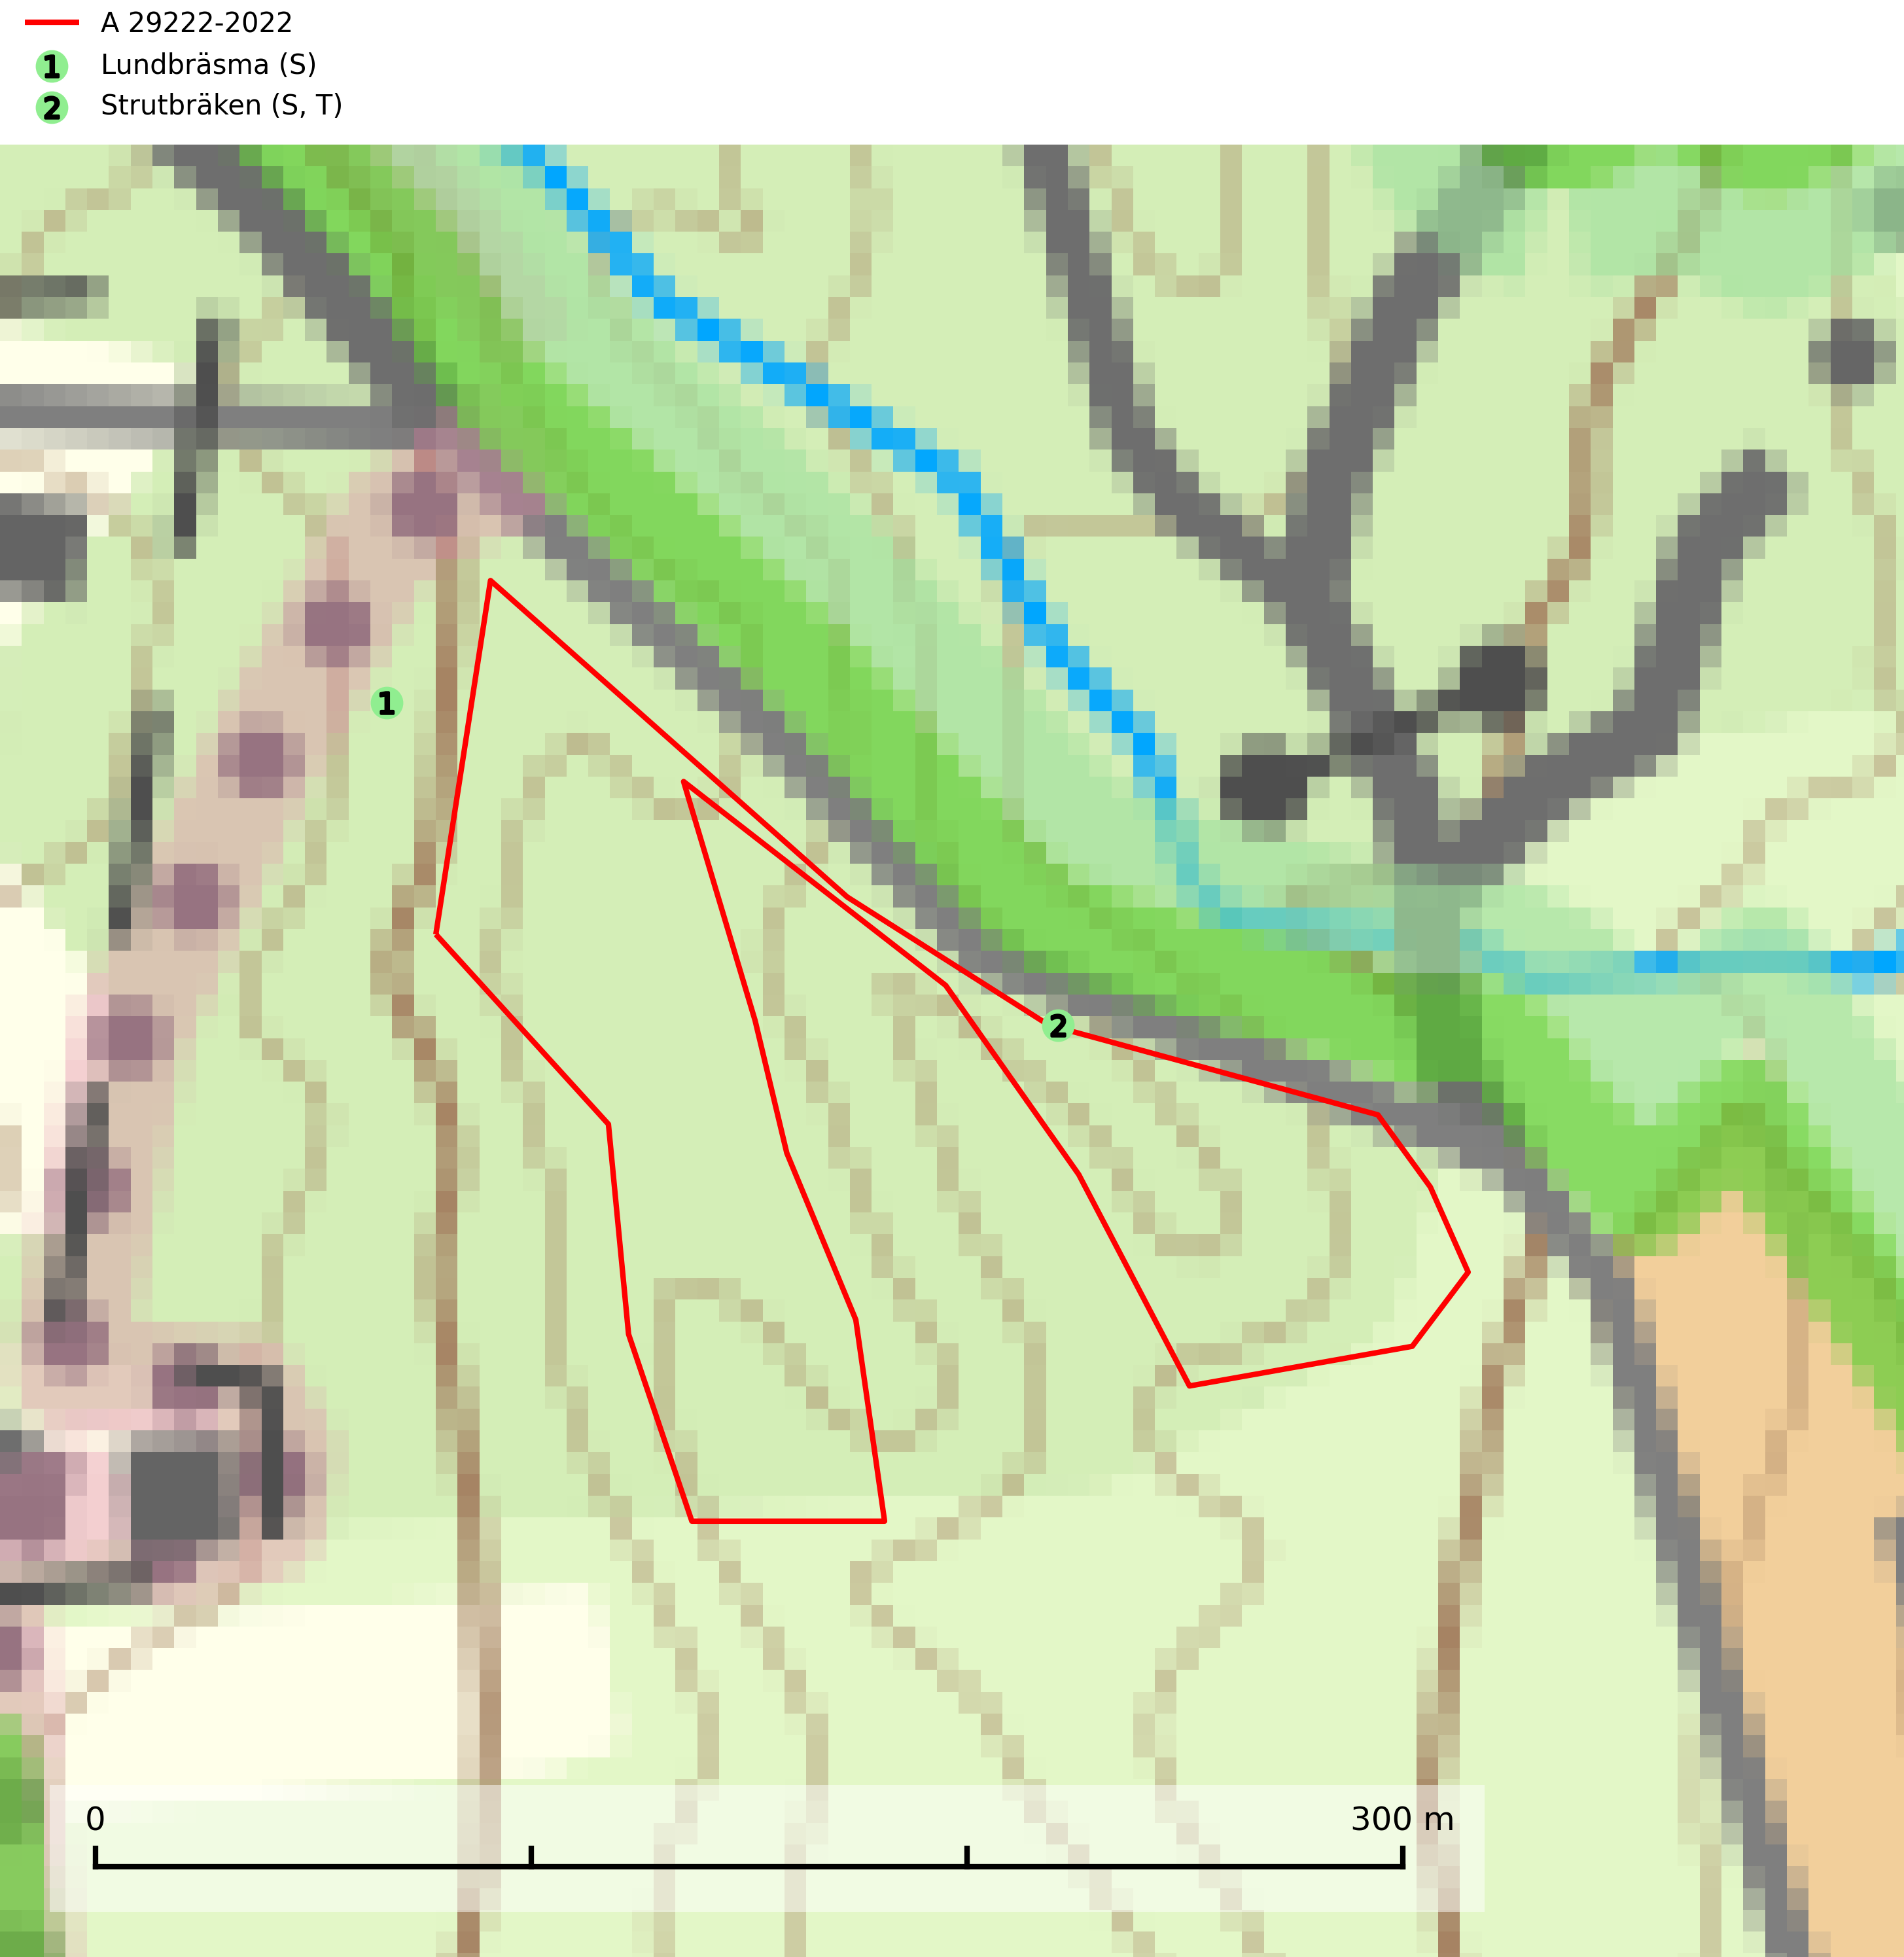 A 29222-2022
1 Lundbräsma (S)
2 Strutbräken (S, T)
1
2
0 300 m